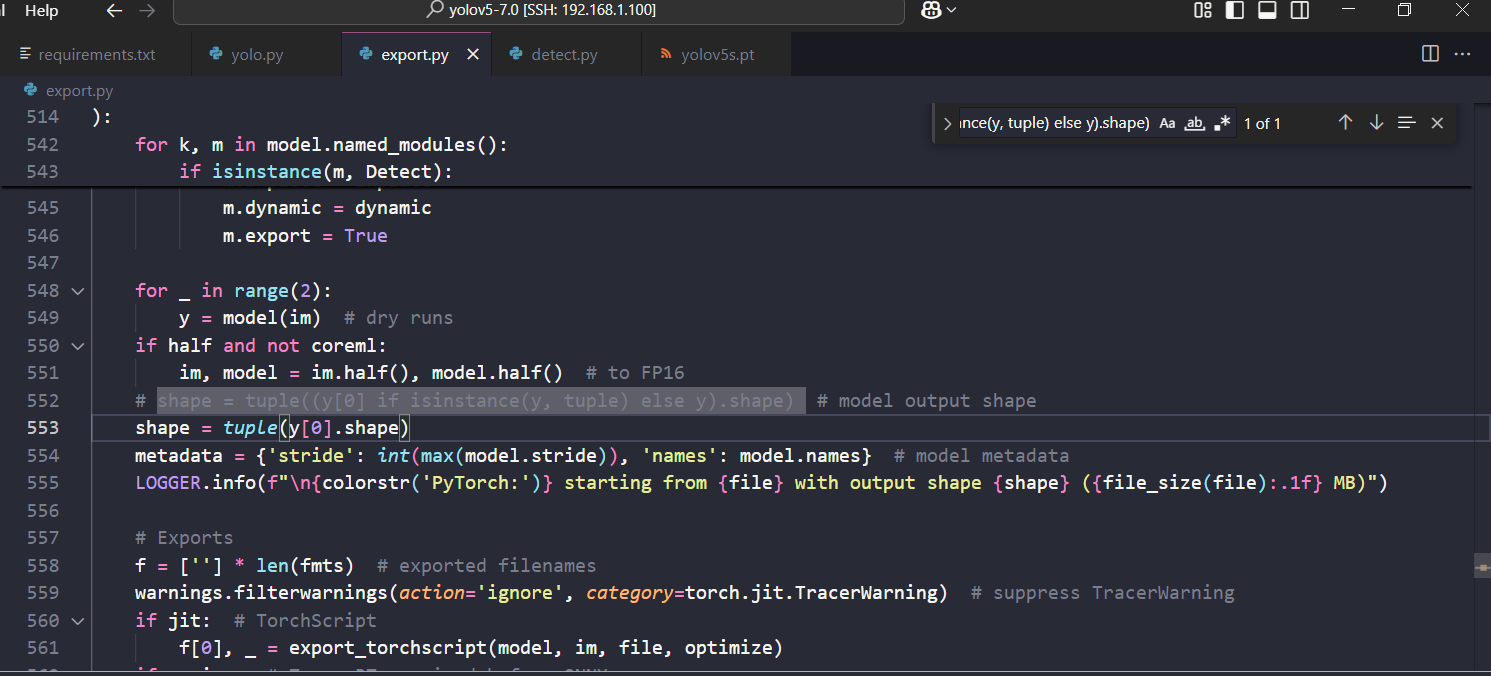 Help
yolov5-7.0 [SSH: 192.168.1.100]
requirements.txt
yolo.py
export.py
detect.py
yolov5s.pt
export.py
nce(y, tuple) else y).shape) Aa ab .* 1 of 1
514 ):
542 for k, m in model.named_modules():
543 if isinstance(m, Detect):
545 m.dynamic = dynamic
546 m.export = True
547
548 for _ in range(2):
549 y = model(im)  # dry runs
550 if half and not coreml:
551 im, model = im.half(), model.half()  # to FP16
552 # shape = tuple((y[0] if isinstance(y, tuple) else y).shape)  # model output shape
553 shape = tuple(y[0].shape)
554 metadata = {'stride': int(max(model.stride)), 'names': model.names}  # model metadata
555 LOGGER.info(f"\n{colorstr('PyTorch:')} starting from {file} with output shape {shape} ({file_size(file):.1f} MB)")
556
557 # Exports
558 f = [''] * len(fmts)  # exported filenames
559 warnings.filterwarnings(action='ignore', category=torch.jit.TracerWarning)  # suppress TracerWarning
560 if jit:  # TorchScript
561 f[0], _ = export_torchscript(model, im, file, optimize)